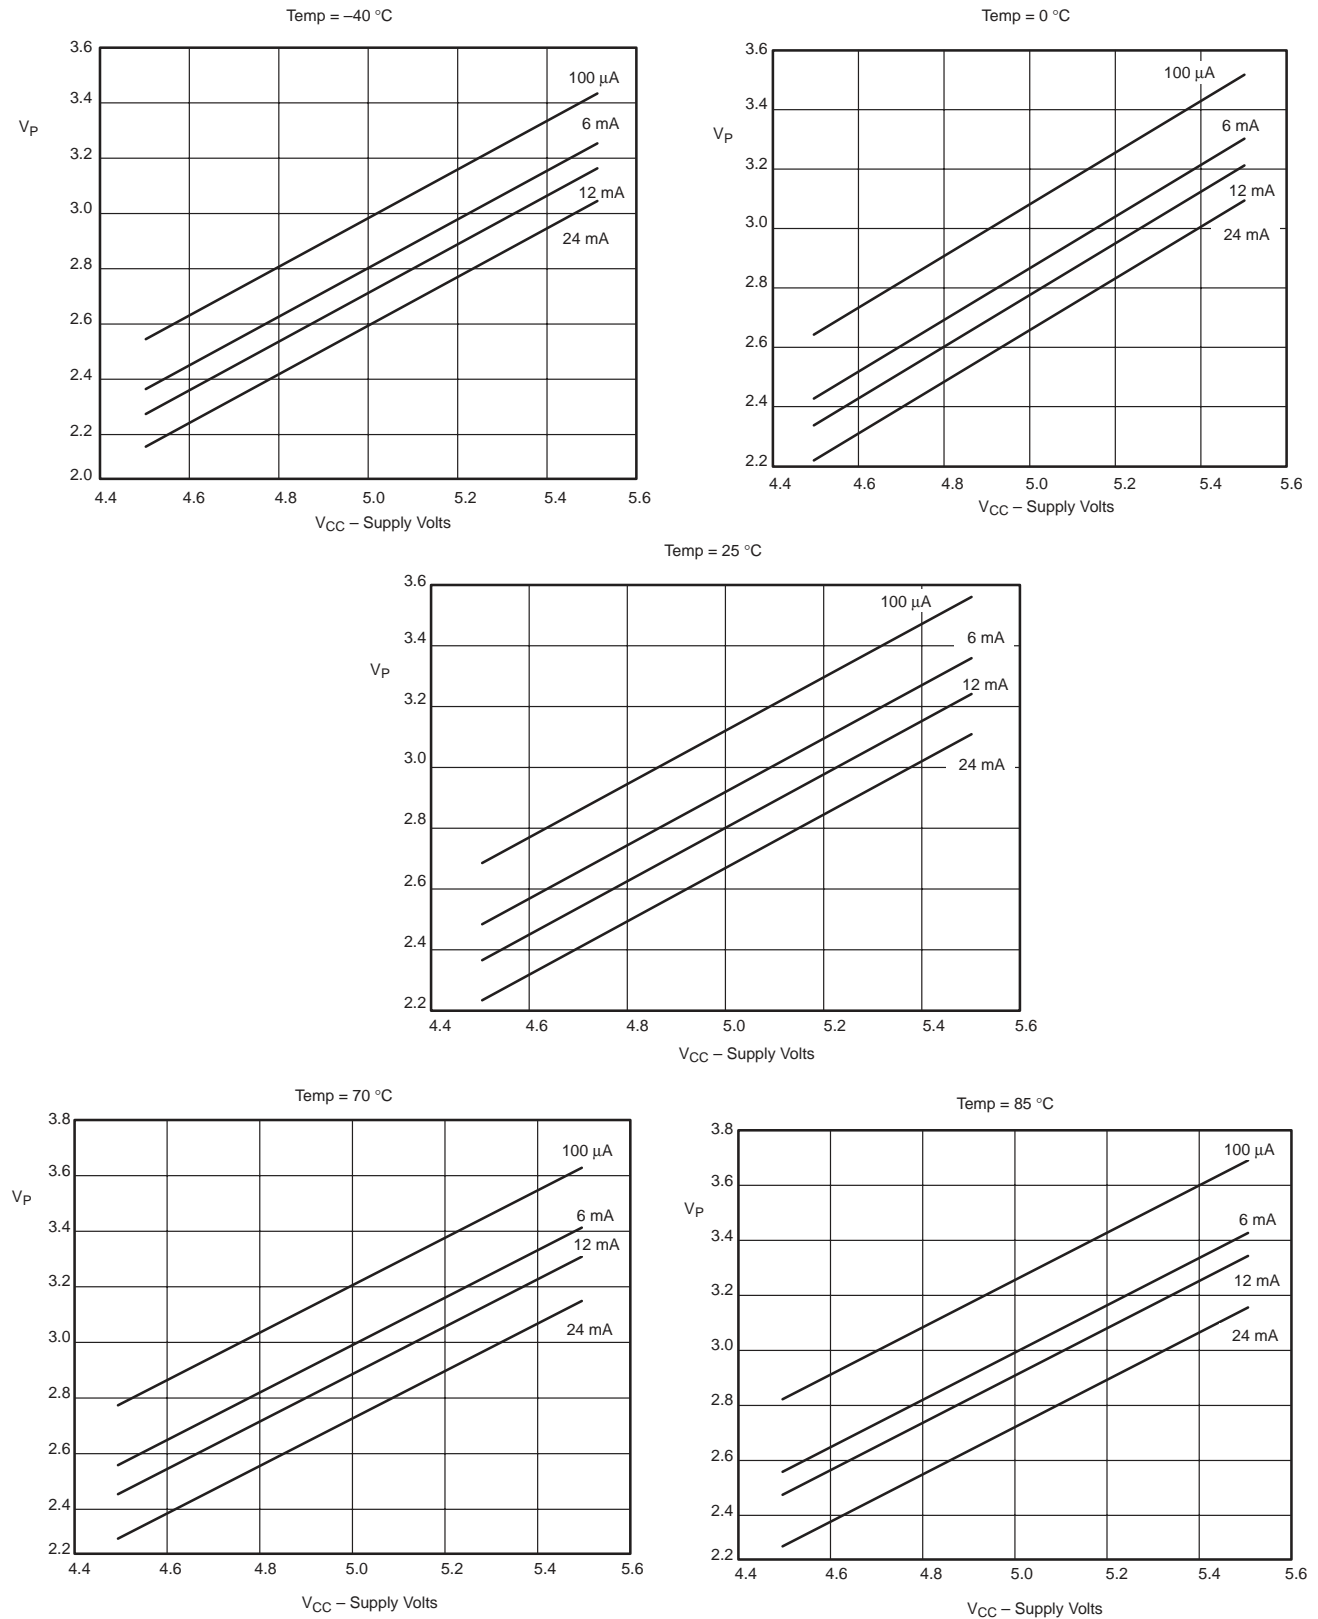 Temp = –40 °C
3.6
3.4
3.2
3.0
2.8
2.6
2.4
2.2
2.0
VP
100 µA
6 mA
12 mA
24 mA
4.4 4.6 4.8 5.0 5.2 5.4 5.6
VCC – Supply Volts
Temp = 0 °C
3.6
3.4
3.2
3.0
2.8
2.6
2.4
2.2
VP
100 µA
6 mA
12 mA
24 mA
4.4 4.6 4.8 5.0 5.2 5.4 5.6
VCC – Supply Volts
Temp = 25 °C
3.6
3.4
3.2
3.0
2.8
2.6
2.4
2.2
VP
100 µA
6 mA
12 mA
24 mA
4.4 4.6 4.8 5.0 5.2 5.4 5.6
VCC – Supply Volts
Temp = 70 °C
3.8
3.6
3.4
3.2
3.0
2.8
2.6
2.4
2.2
VP
100 µA
6 mA
12 mA
24 mA
4.4 4.6 4.8 5.0 5.2 5.4 5.6
VCC – Supply Volts
Temp = 85 °C
3.8
3.6
3.4
3.2
3.0
2.8
2.6
2.4
2.2
VP
100 µA
6 mA
12 mA
24 mA
4.4 4.6 4.8 5.0 5.2 5.4 5.6
VCC – Supply Volts